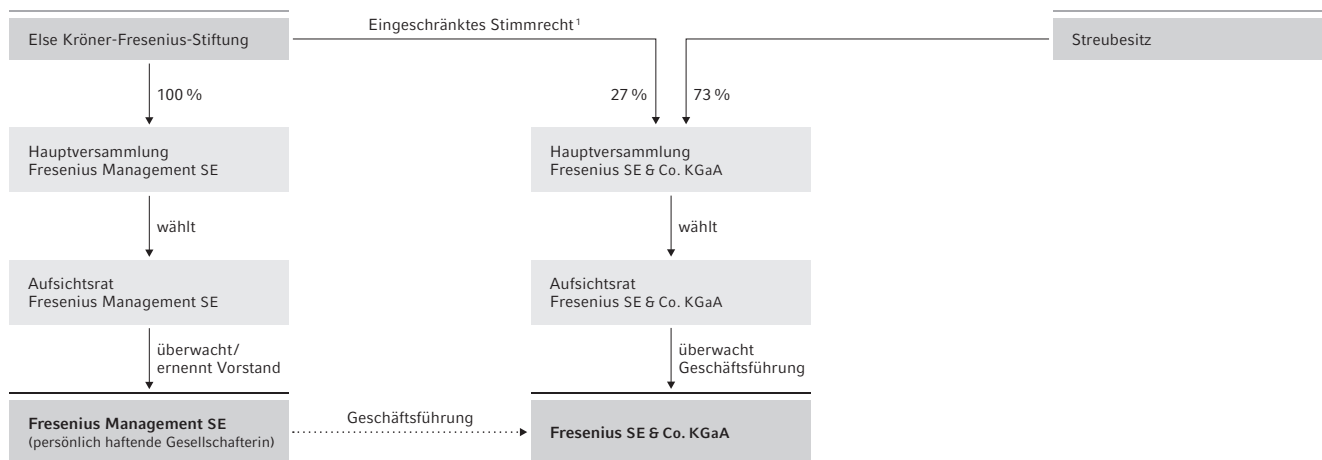 Else Kröner-Fresenius-Stiftung
Eingeschränktes Stimmrecht¹
Streubesitz
100 %
27 %
73 %
Hauptversammlung
Fresenius Management SE
Hauptversammlung
Fresenius SE & Co. KGaA
wählt
wählt
Aufsichtsrat
Fresenius Management SE
Aufsichtsrat
Fresenius SE & Co. KGaA
überwacht/
ernennt Vorstand
überwacht
Geschäftsführung
Fresenius Management SE
(persönlich haftende Gesellschafterin)
Geschäftsführung
Fresenius SE & Co. KGaA